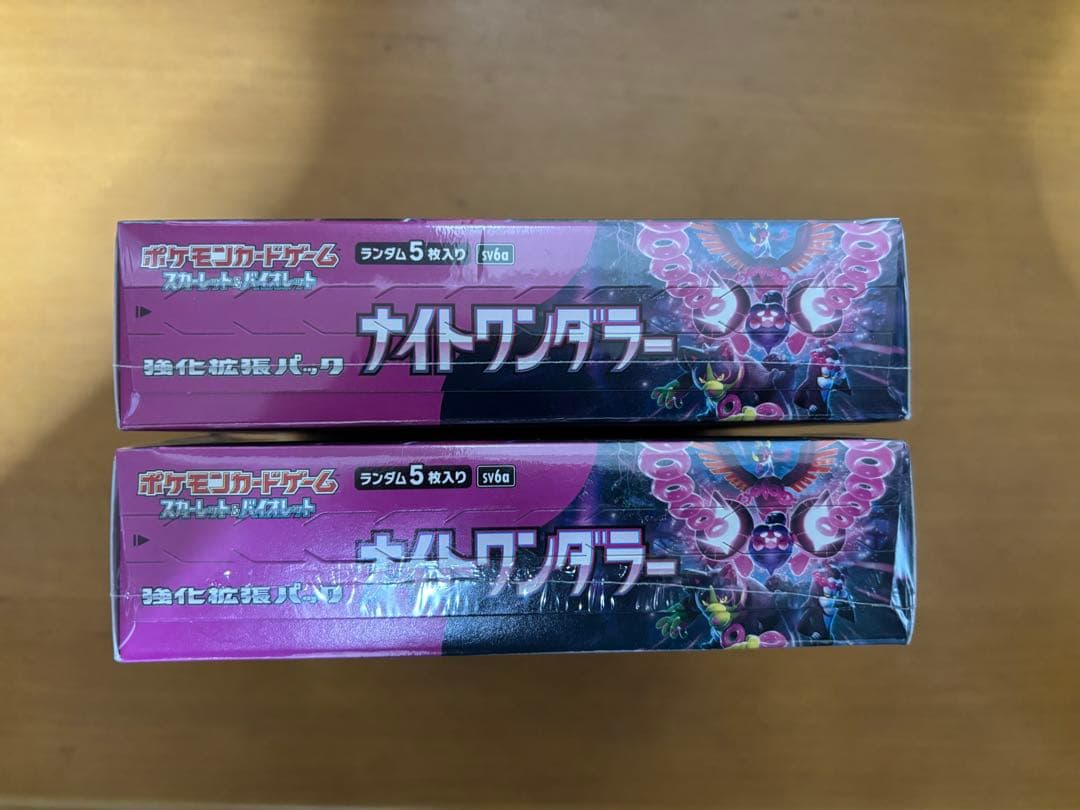 ポケモンカードゲーム
スカーレット&バイオレット
ランダム5枚入り sv6a
強化拡張パック
ナイトワンダラー
ポケモンカードゲーム
スカーレット&バイオレット
ランダム5枚入り sv6a
強化拡張パック
ナイトワンダラー